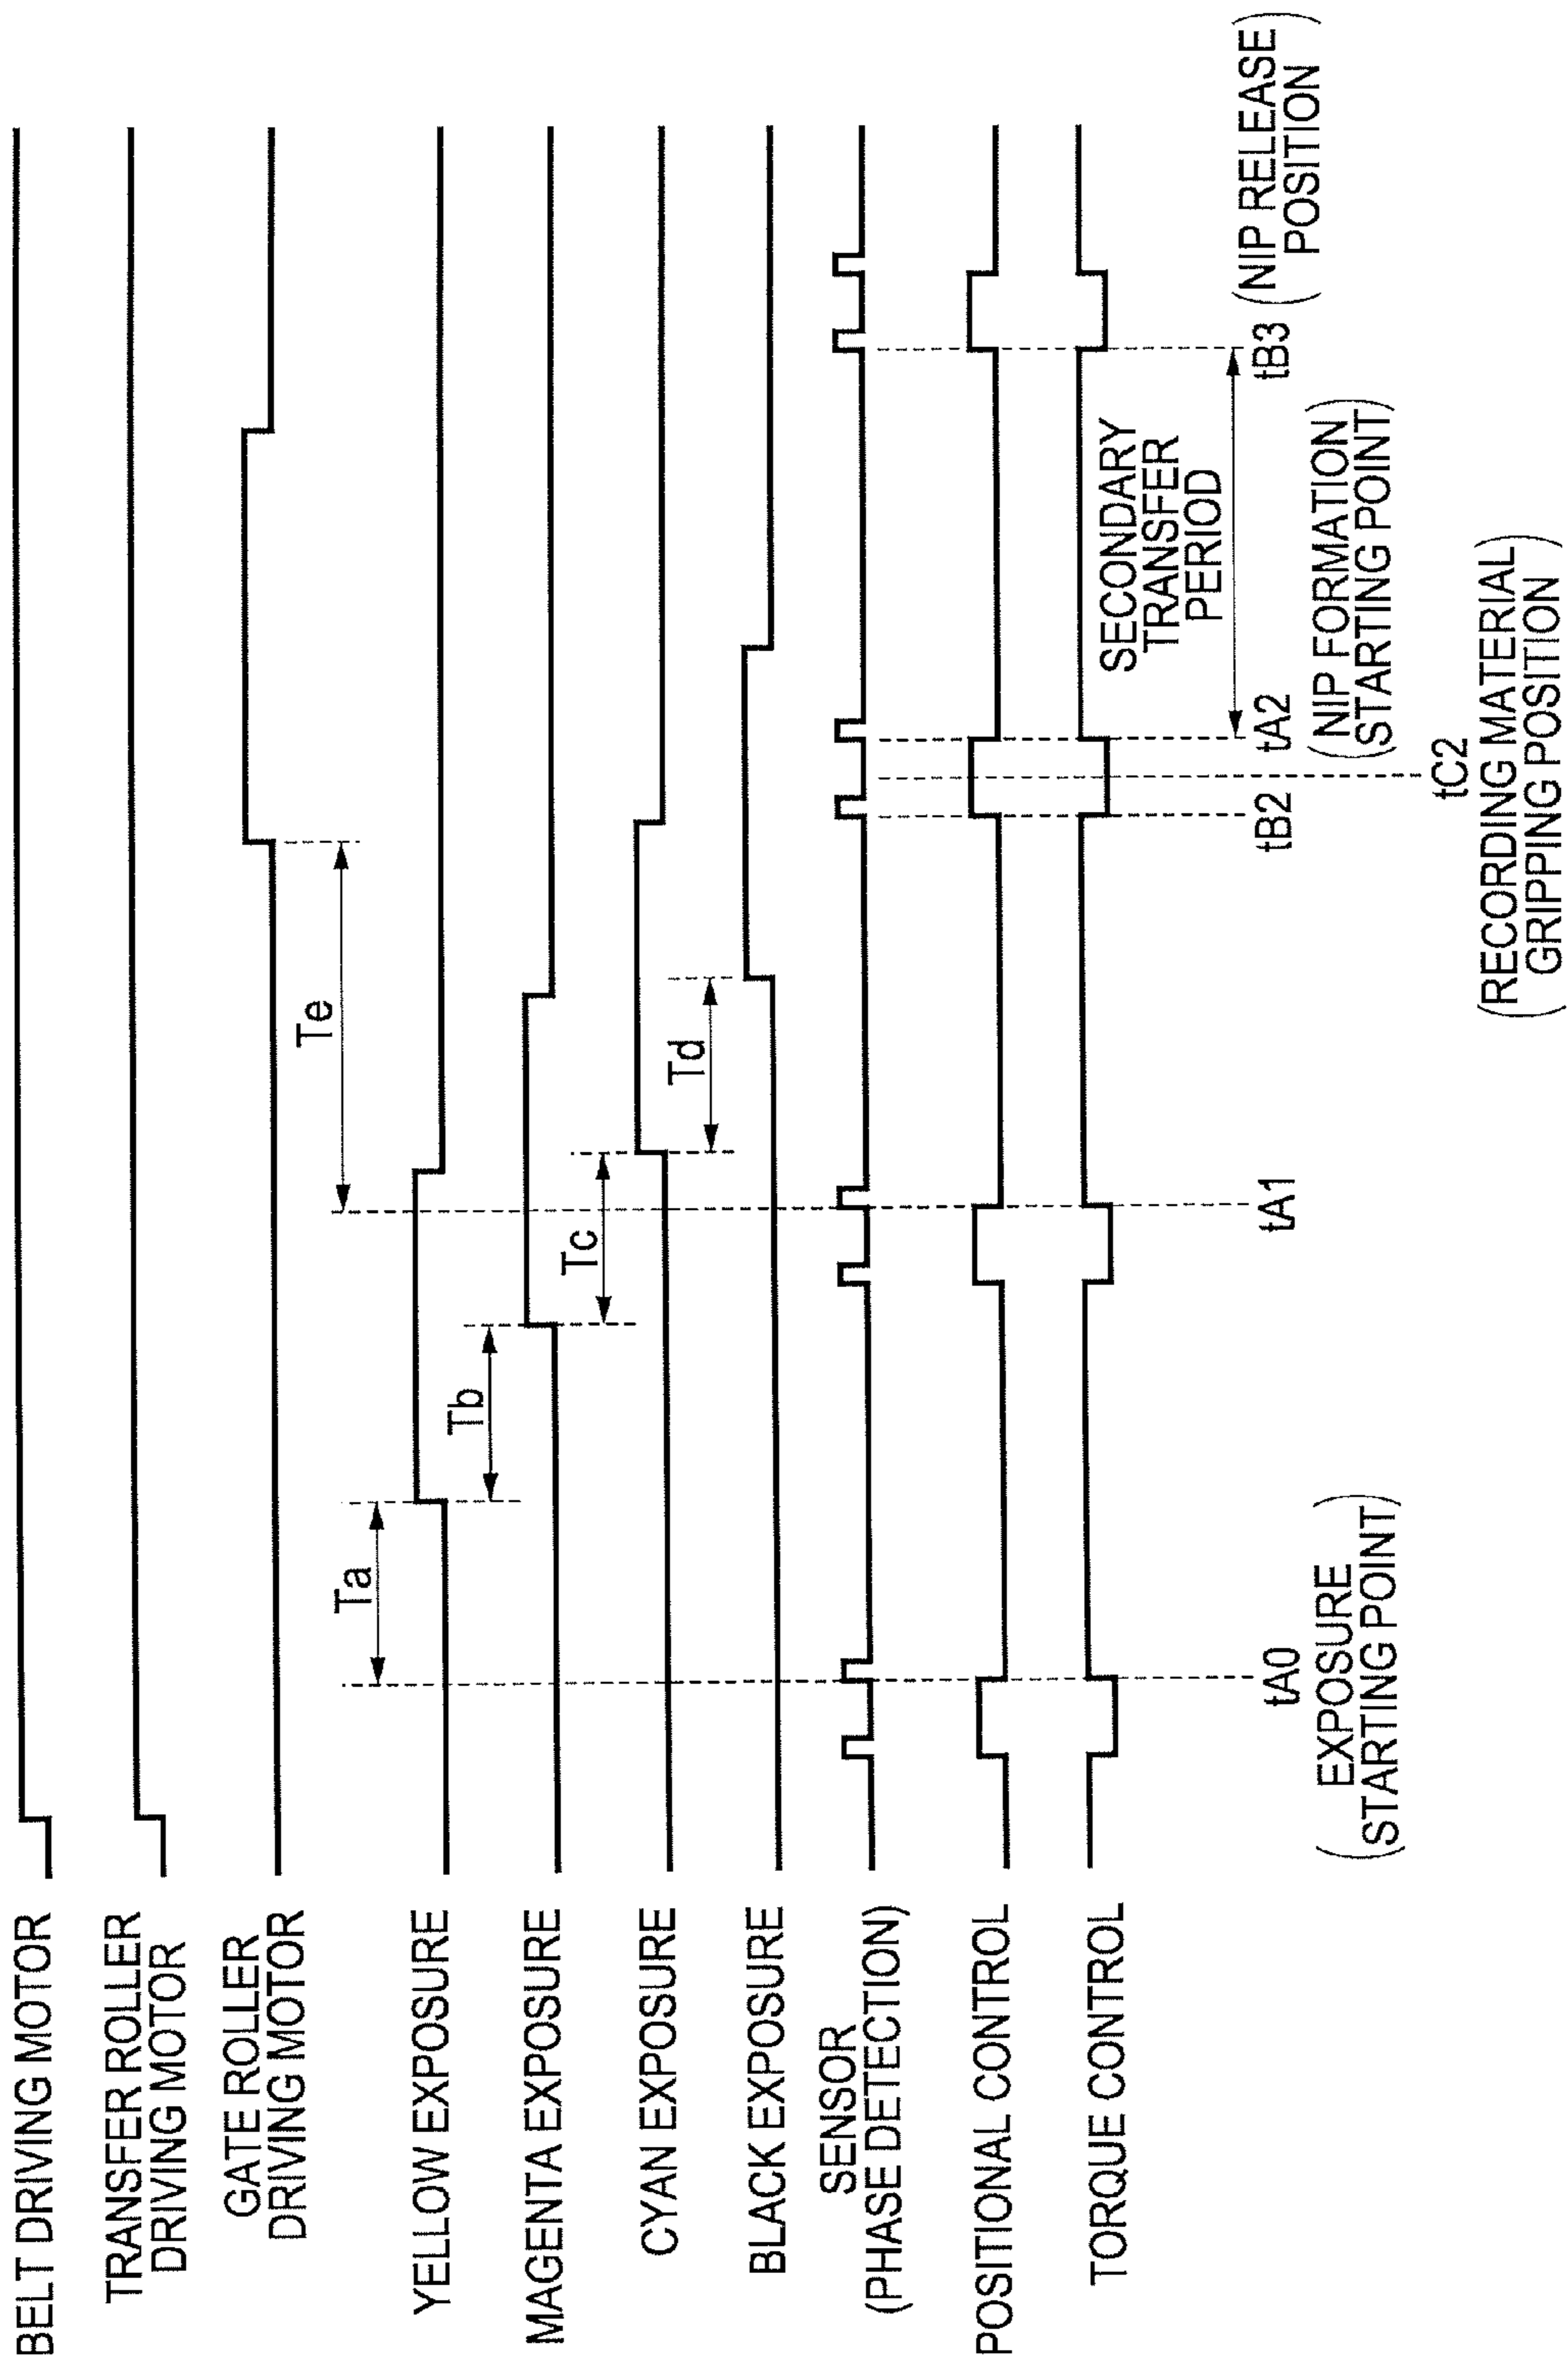 BELT DRIVING MOTOR
TRANSFER ROLLER
DRIVING MOTOR
GATE ROLLER
DRIVING MOTOR
Te
YELLOW EXPOSURE
Ta
MAGENTA EXPOSURE
Tb
CYAN EXPOSURE
Tc
BLACK EXPOSURE
Td
SENSOR
(PHASE DETECTION)
POSITIONAL CONTROL
TORQUE CONTROL
SECONDARY
TRANSFER
PERIOD
tA0
(EXPOSURE
STARTING POINT)
tA1
tB2
tA2
(NIP FORMATION
STARTING POINT)
tB3
(NIP RELEASE
POSITION)
tC2
(RECORDING MATERIAL
GRIPPING POSITION)